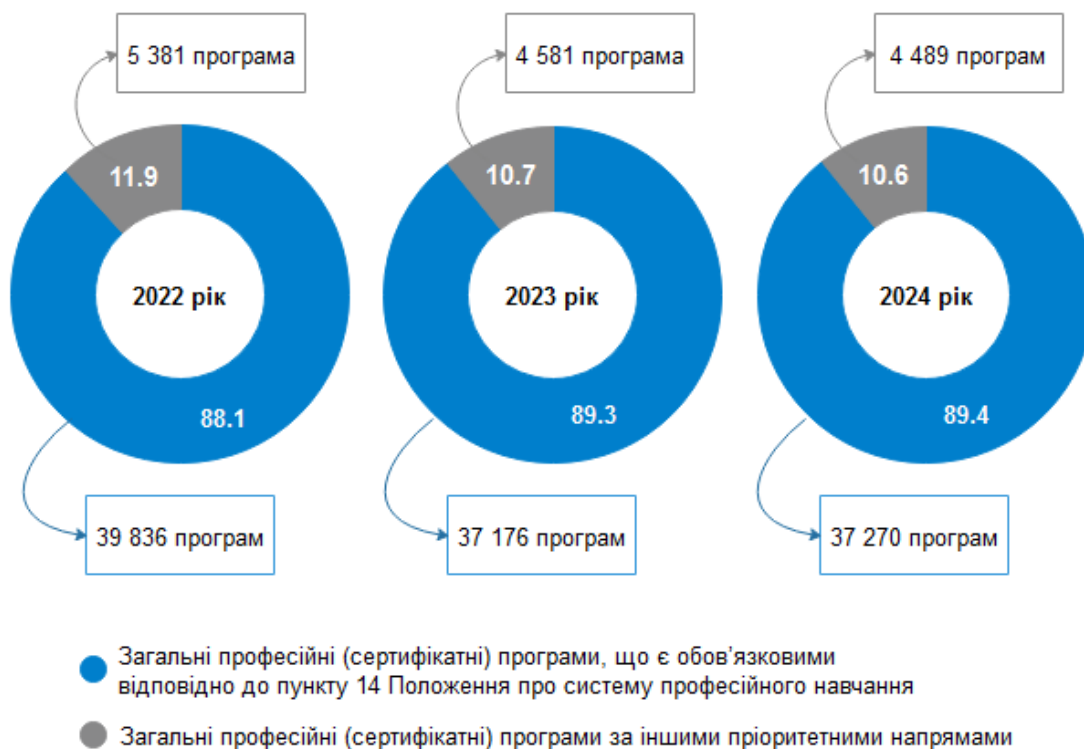 5 381 програма
4 581 програма
4 489 програм
11.9
10.7
10.6
2022 рік
2023 рік
2024 рік
88.1
89.3
89.4
39 836 програм
37 176 програм
37 270 програм
Загальні професійні (сертифікатні) програми, що є обов’язковими
відповідно до пункту 14 Положення про систему професійного навчання
Загальні професійні (сертифікатні) програми за іншими пріоритетними напрямами